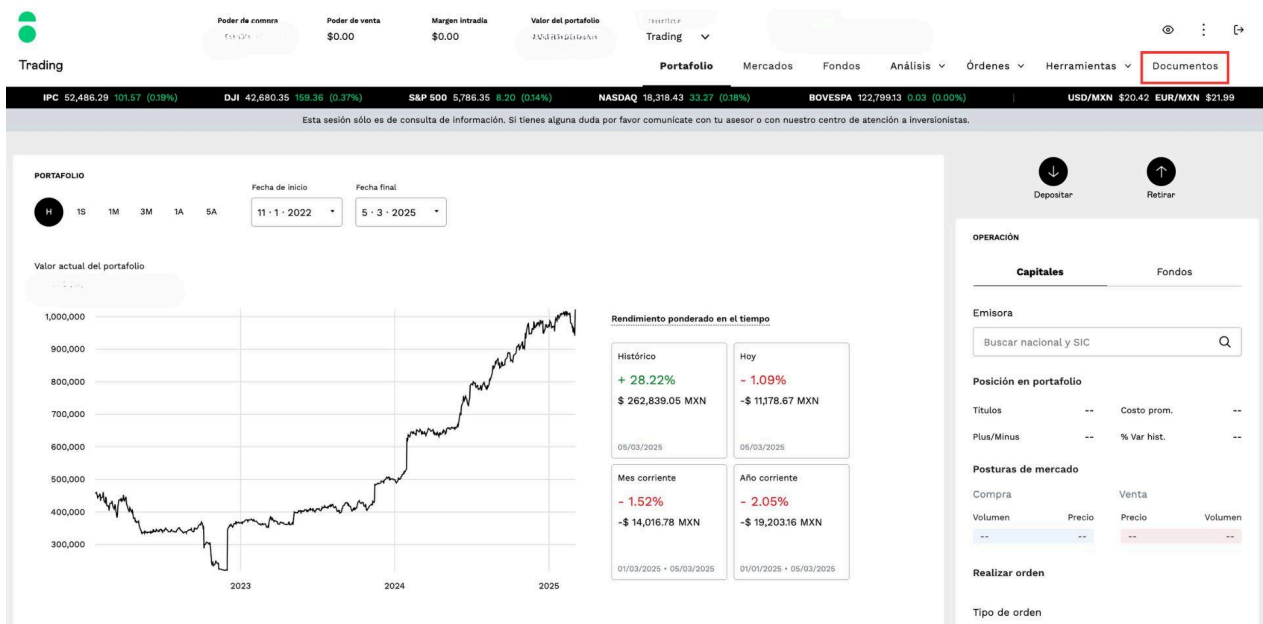 Poder de compra Poder de venta Margen intradía Valor del portafolio
$0.00 $0.00 Trading
Trading
Portafolio Mercados Fondos Análisis Órdenes Herramientas Documentos
IPC 52,486.29 101.57 (0.19%) DJI 42,680.35 159.36 (0.37%) S&P 500 5,786.35 8.20 (0.14%) NASDAQ 18,318.43 33.27 (0.18%) BOVESPA 122,799.13 0.03 (0.00%) USD/MXN $20.42 EUR/MXN $21.99
Esta sesión sólo es de consulta de información. Si tienes alguna duda por favor comunícate con tu asesor o con nuestro centro de atención a inversionistas.
PORTAFOLIO
Fecha de inicio Fecha final
H 1S 1M 3M 1A 5A 11 · 1 · 2022 5 · 3 · 2025
Valor actual del portafolio
1,000,000
900,000
800,000
700,000
600,000
500,000
400,000
300,000
2023 2024 2025
Rendimiento ponderado en el tiempo
Histórico
+ 28.22%
$ 262,839.05 MXN
05/03/2025
Hoy
- 1.09%
-$ 11,178.67 MXN
05/03/2025
Mes corriente
- 1.52%
-$ 14,016.78 MXN
01/03/2025 • 05/03/2025
Año corriente
- 2.05%
-$ 19,203.16 MXN
01/01/2025 • 05/03/2025
Depositar Retirar
OPERACIÓN
Capitales Fondos
Emisora
Buscar nacional y SIC
Posición en portafolio
Títulos -- Costo prom. --
Plus/Minus -- % Var hist. --
Posturas de mercado
Compra Venta
Volumen Precio Precio Volumen
-- -- -- --
Realizar orden
Tipo de orden